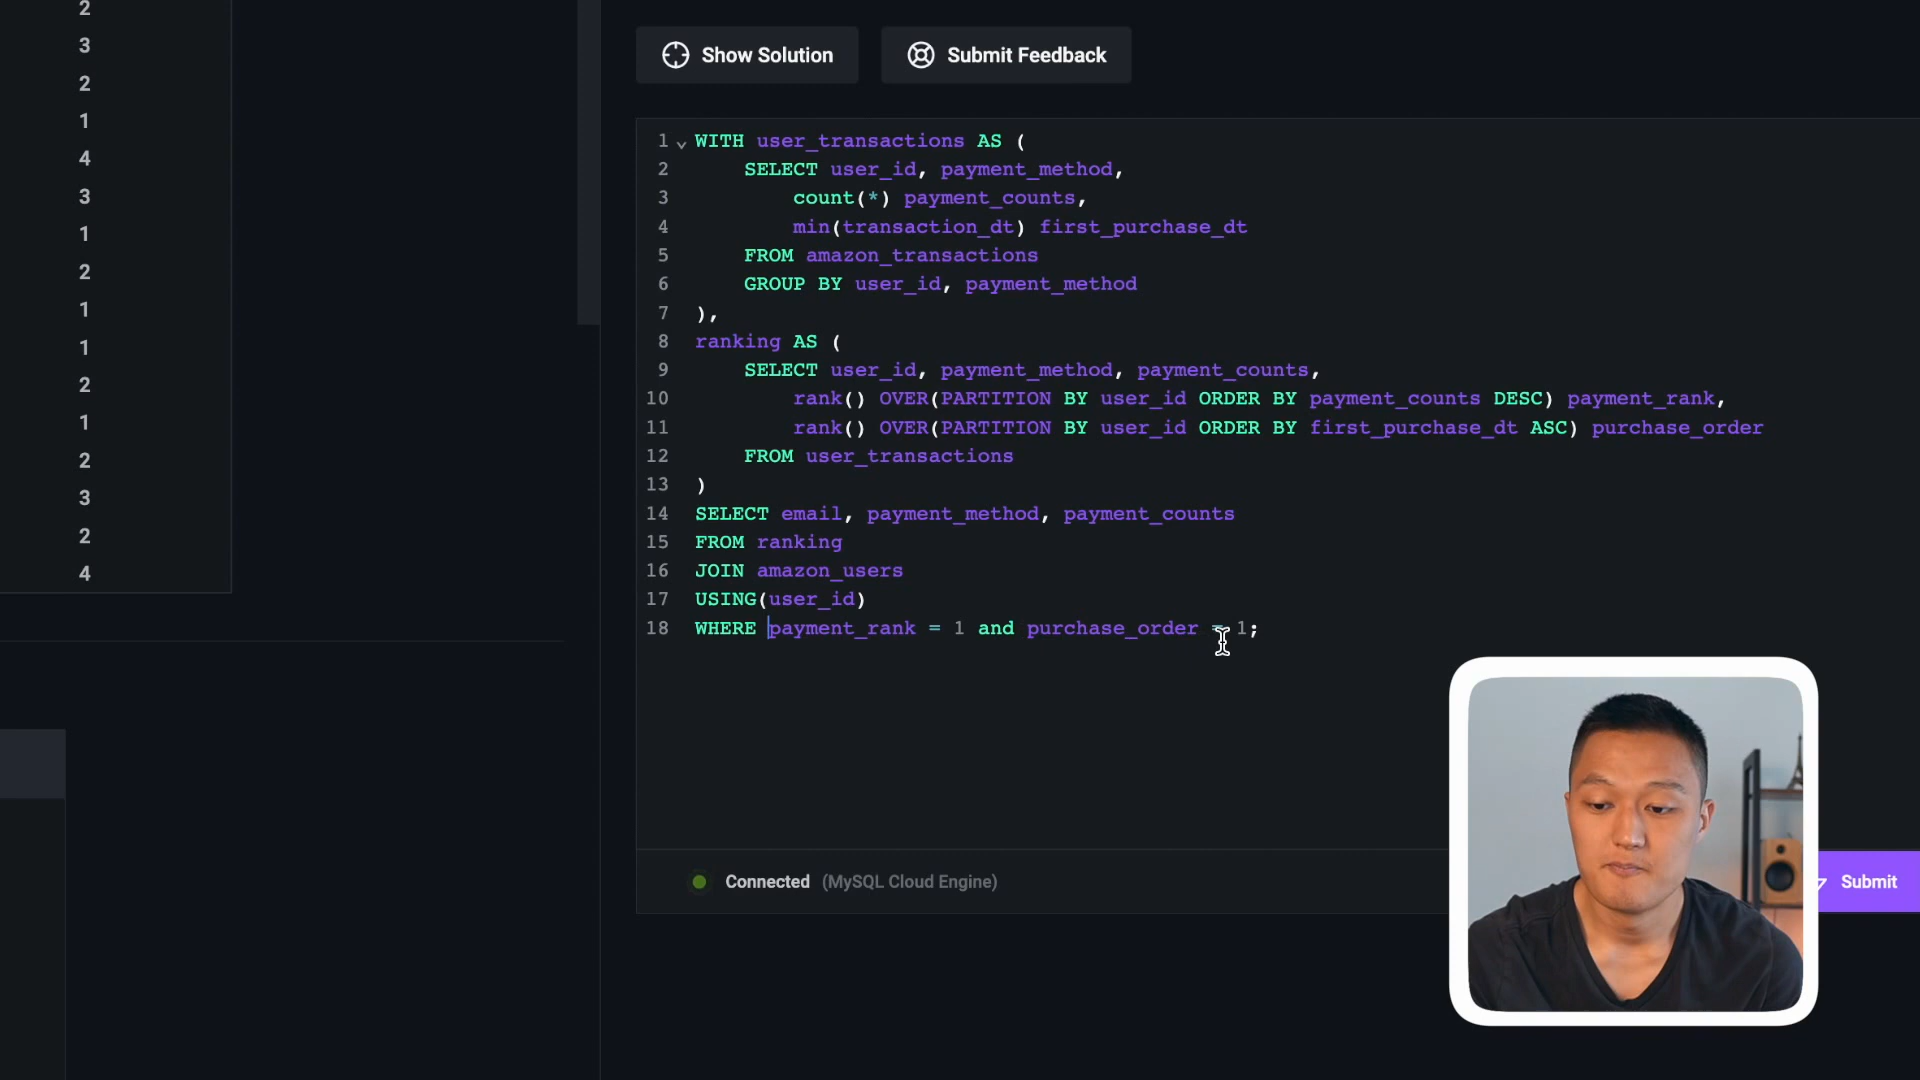 2
3
2
1
4
3
1
2
1
1
2
1
2
3
2
4
Show Solution
Submit Feedback
1 WITH user_transactions AS (
2 SELECT user_id, payment_method,
3 count(*) payment_counts,
4 min(transaction_dt) first_purchase_dt
5 FROM amazon_transactions
6 GROUP BY user_id, payment_method
7 ),
8 ranking AS (
9 SELECT user_id, payment_method, payment_counts,
10 rank() OVER(PARTITION BY user_id ORDER BY payment_counts DESC) payment_rank,
11 rank() OVER(PARTITION BY user_id ORDER BY first_purchase_dt ASC) purchase_order
12 FROM user_transactions
13 )
14 SELECT email, payment_method, payment_counts
15 FROM ranking
16 JOIN amazon_users
17 USING(user_id)
18 WHERE payment_rank = 1 and purchase_order = 1;
Connected (MySQL Cloud Engine)
Submit